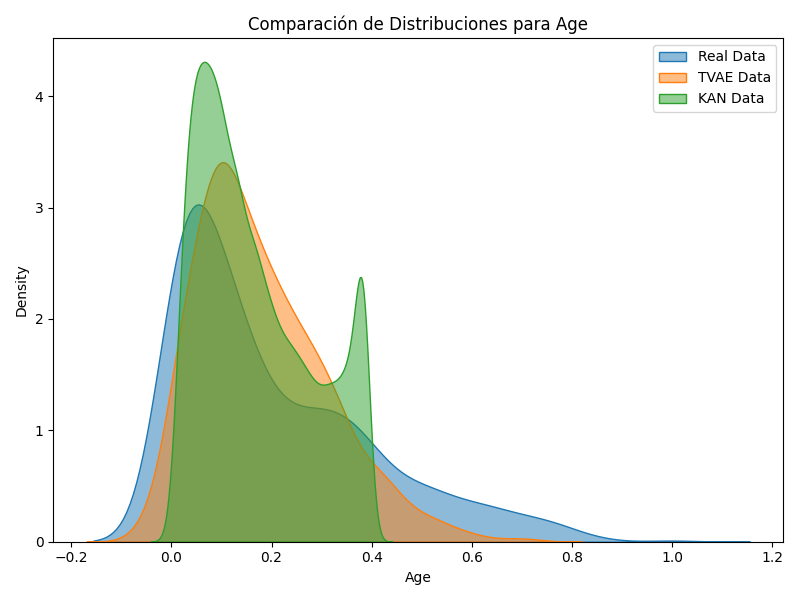 Comparación de Distribuciones para Age
Real Data
TVAE Data
KAN Data
4
3
2
1
0
Density
−0.2
0.0
0.2
0.4
0.6
0.8
1.0
1.2
Age